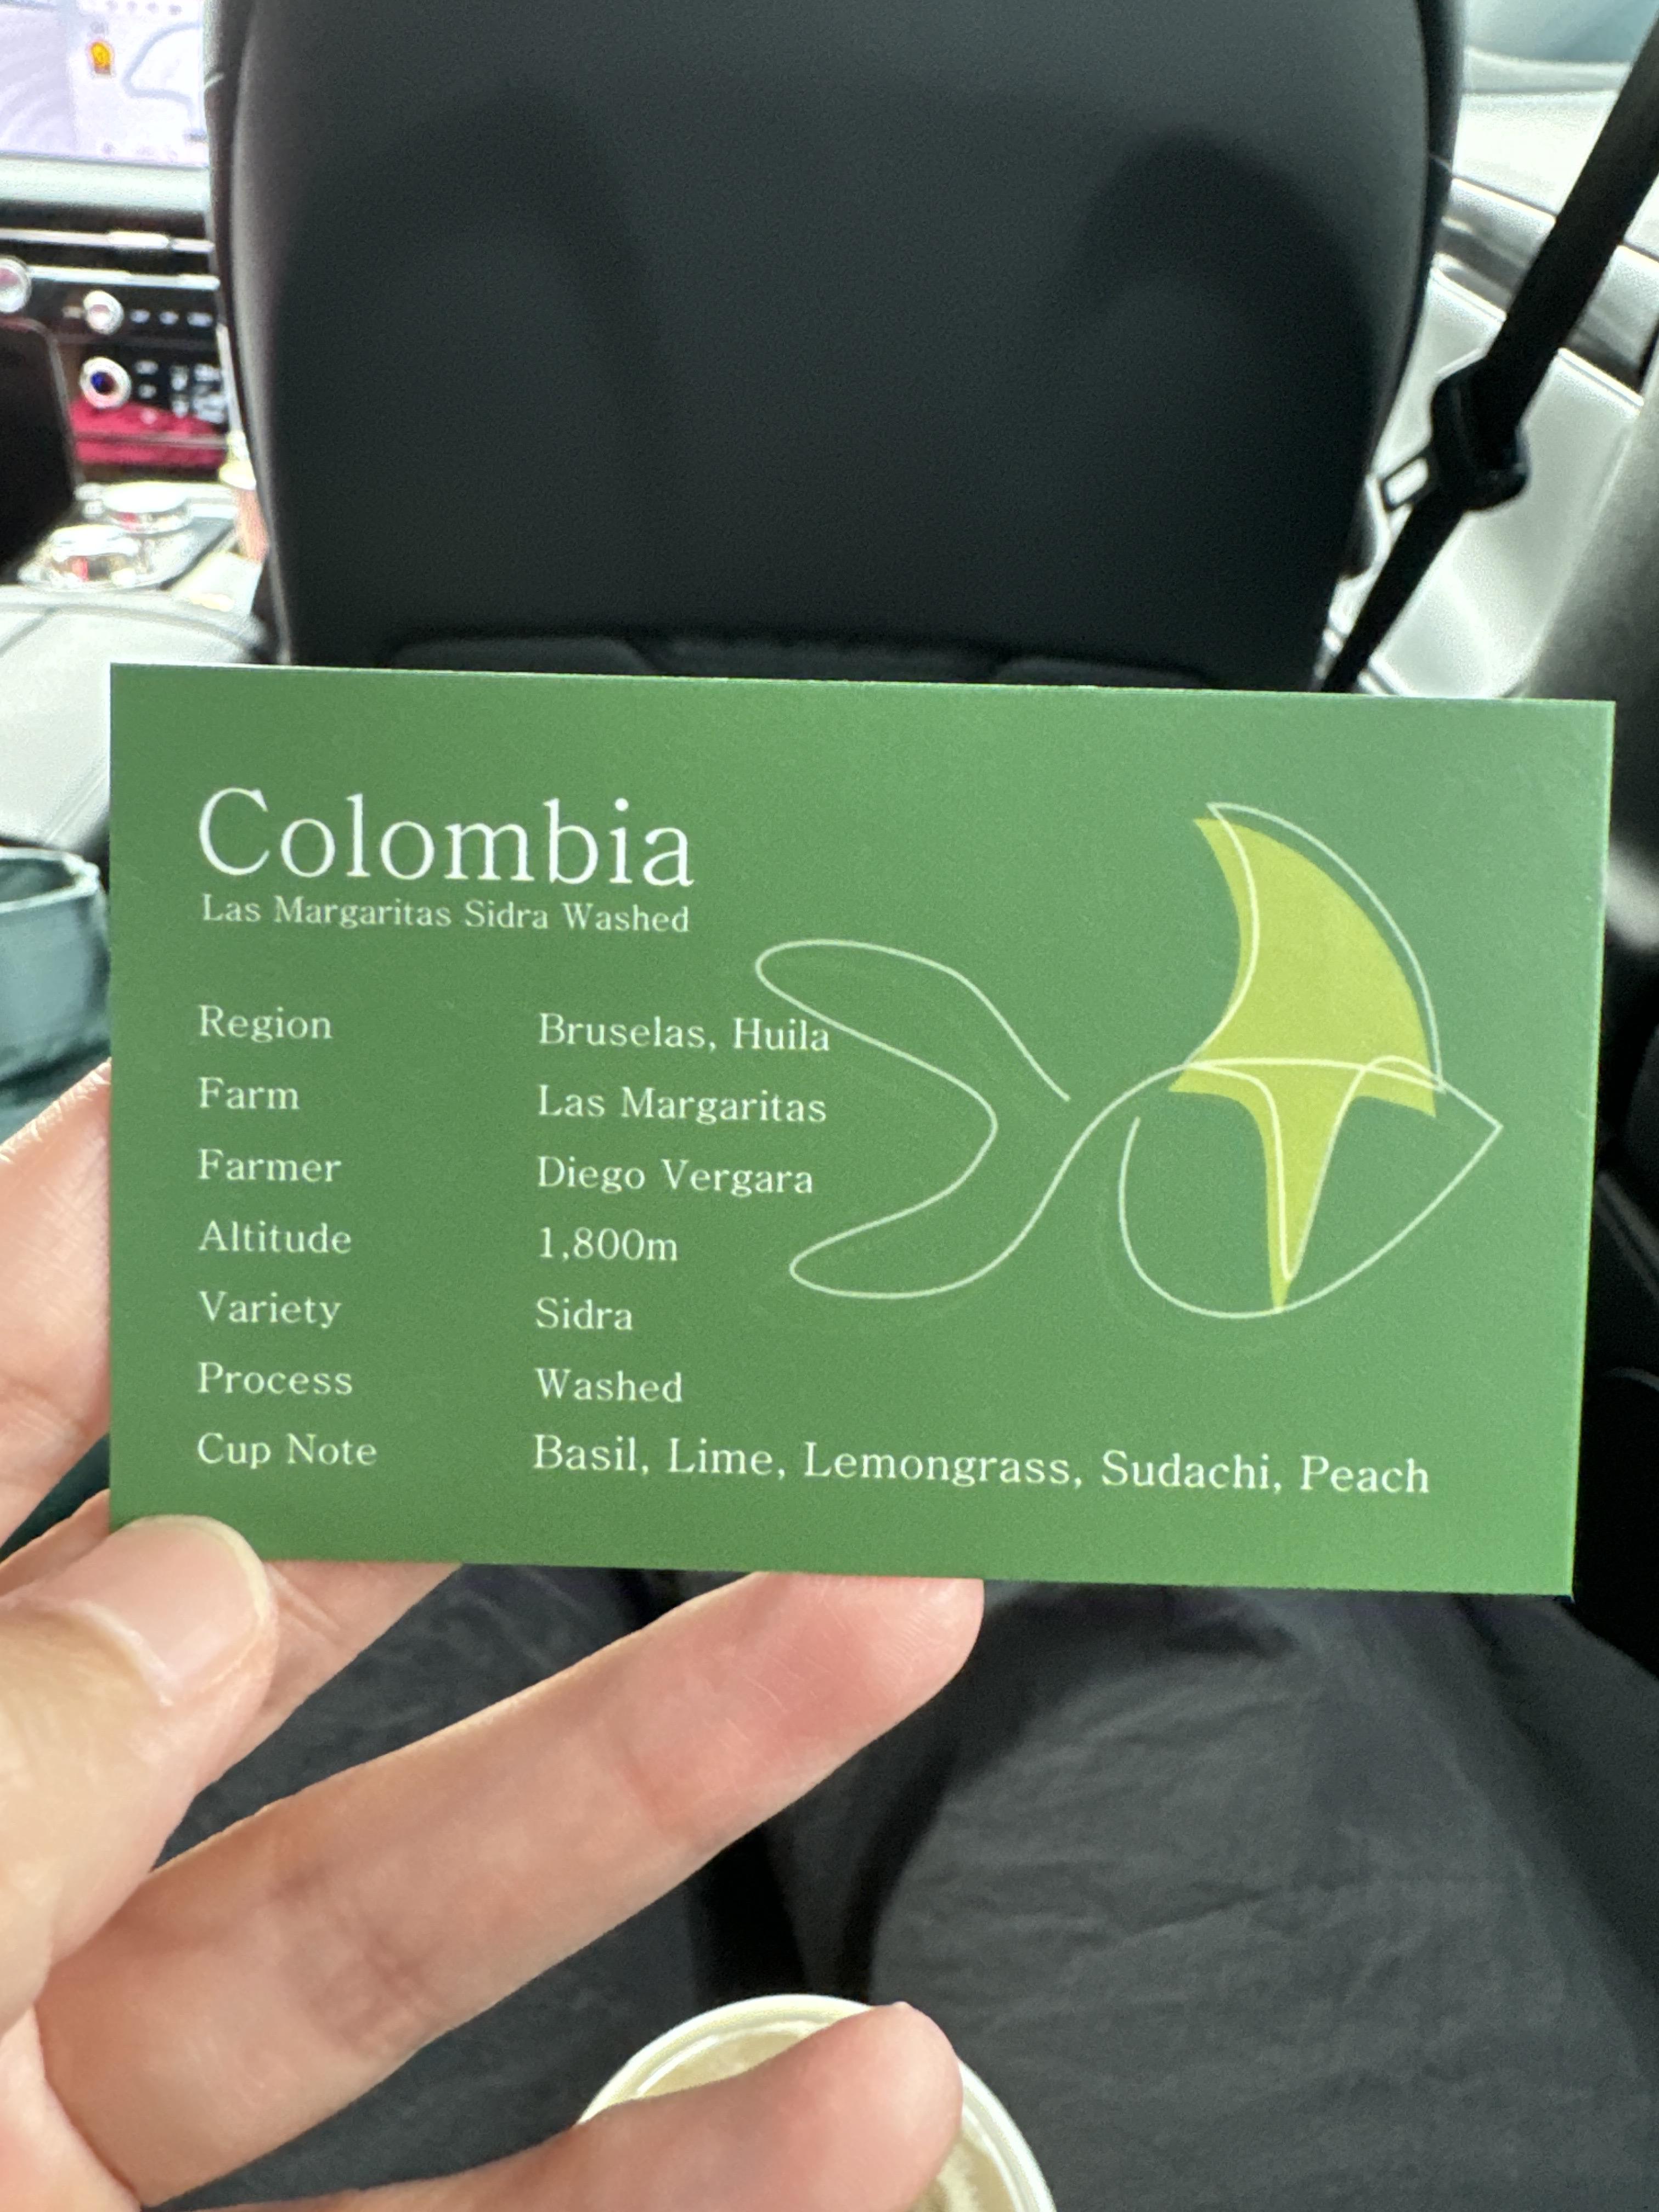 Colombia
Las Margaritas Sidra Washed
Region Bruselas, Huila
Farm Las Margaritas
Farmer Diego Vergara
Altitude 1,800m
Variety Sidra
Process Washed
Cup Note Basil, Lime, Lemongrass, Sudachi, Peach